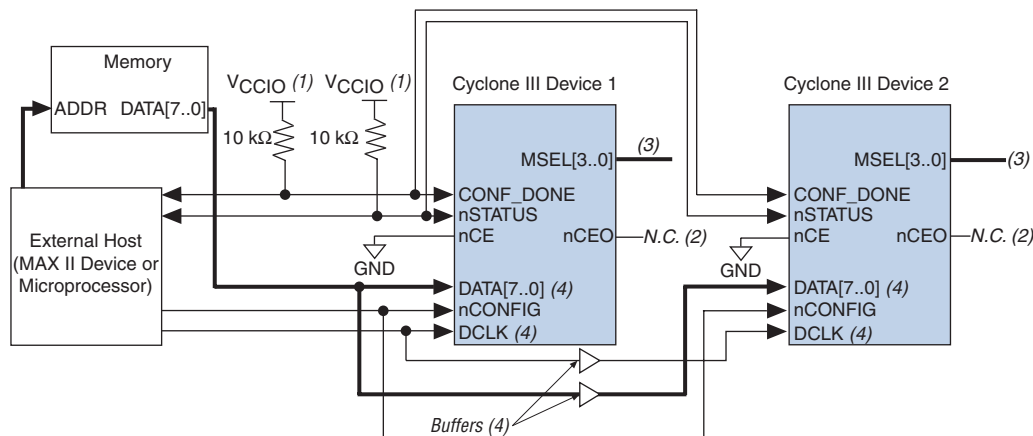 Memory
ADDR DATA[7..0]
VCCIO (1)
VCCIO (1)
10 kΩ
10 kΩ
External Host
(MAX II Device or
Microprocessor)
Cyclone III Device 1
MSEL[3..0]
(3)
CONF_DONE
nSTATUS
nCE
nCEO
N.C. (2)
GND
DATA[7..0] (4)
nCONFIG
DCLK (4)
Buffers (4)
Cyclone III Device 2
MSEL[3..0]
(3)
CONF_DONE
nSTATUS
nCE
nCEO
N.C. (2)
GND
DATA[7..0] (4)
nCONFIG
DCLK (4)